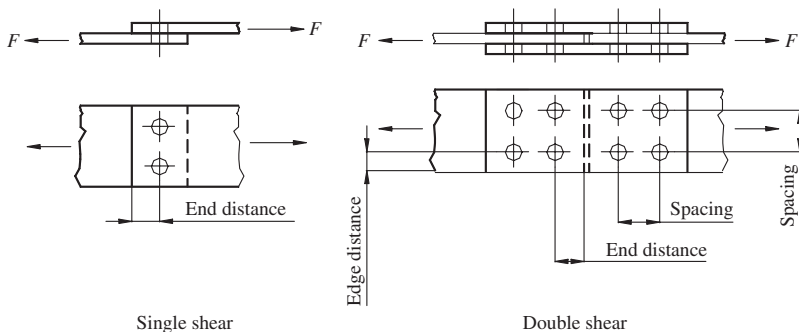 F
F
F
F
End distance
Edge distance
Spacing
Spacing
End distance
Single shear
Double shear